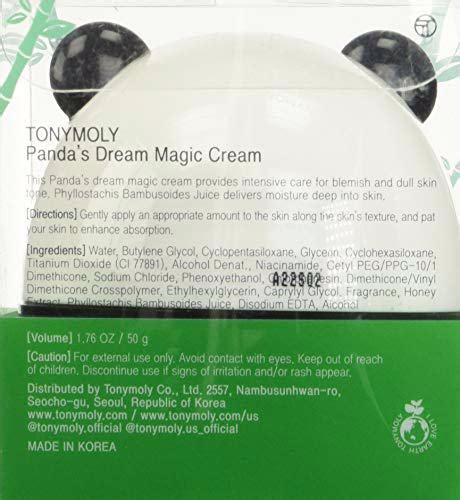 TONYMOLY
Panda's Dream Magic Cream
This Panda's dream magic cream provides intensive care for blemish and dull skin
tone. Phyllostachis Bambusoides Juice delivers moisture deep into skin.
[Directions] Gently apply an appropriate amount to the skin along the skin's texture, and pat
your skin to enhance absorption.
[Ingredients] Water, Butylene Glycol, Cyclopentasiloxane, Glycerin, Cyclohexasiloxane,
Titanium Dioxide (CI 77891), Alcohol Denat., Niacinamide, Cetyl PEG/PPG-10/1
Dimethicone, Sodium Chloride, Phenoxyethanol, A22S02 Dimethicone/Vinyl
Dimethicone Crosspolymer, Ethylhexylglycerin, Caprylyl Glycol, Fragrance, Honey
Extract, Phyllostachis Bambusoides Juice, Disodium EDTA, Alcohol
[Volume] 1.76 OZ / 50 g
[Caution] For external use only. Avoid contact with eyes. Keep out of reach
of children. Discontinue use if signs of irritation and/or rash appear.
Distributed by Tonymoly Co., Ltd. 2557, Nambusunhwan-ro,
Seocho-gu, Seoul, Republic of Korea
www.tonymoly.com / www.tonymoly.com/us
@tonymoly.official @tonymoly.us_official
MADE IN KOREA
TONYMOLY I LOVE EARTH